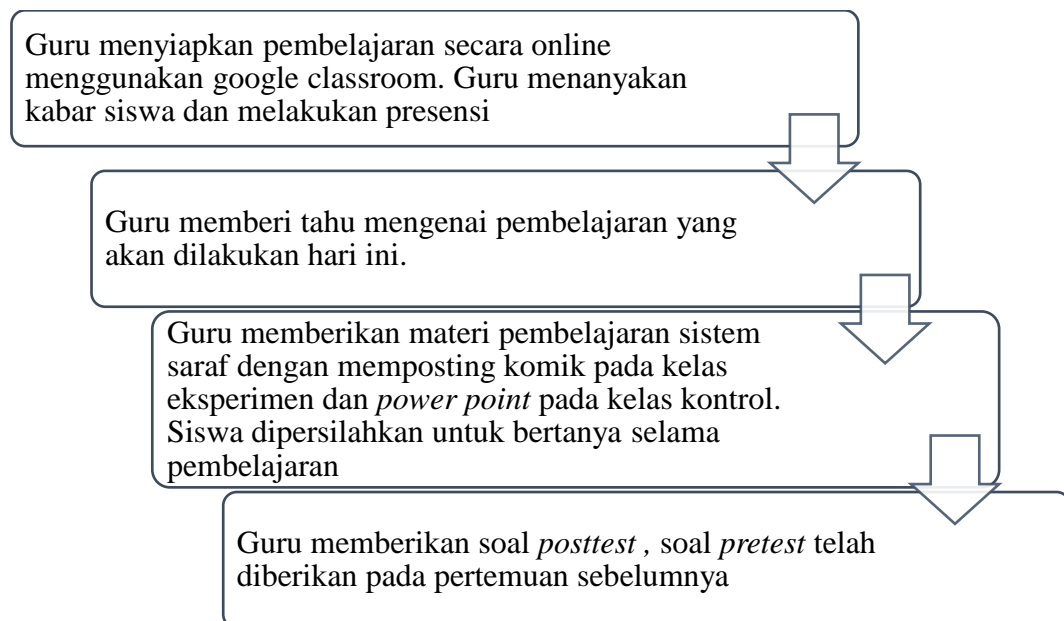 Guru menyiapkan pembelajaran secara online
menggunakan google classroom. Guru menanyakan
kabar siswa dan melakukan presensi
Guru memberi tahu mengenai pembelajaran yang
akan dilakukan hari ini.
Guru memberikan materi pembelajaran sistem
saraf dengan memposting komik pada kelas
eksperimen dan power point pada kelas kontrol.
Siswa dipersilahkan untuk bertanya selama
pembelajaran
Guru memberikan soal posttest , soal pretest telah
diberikan pada pertemuan sebelumnya